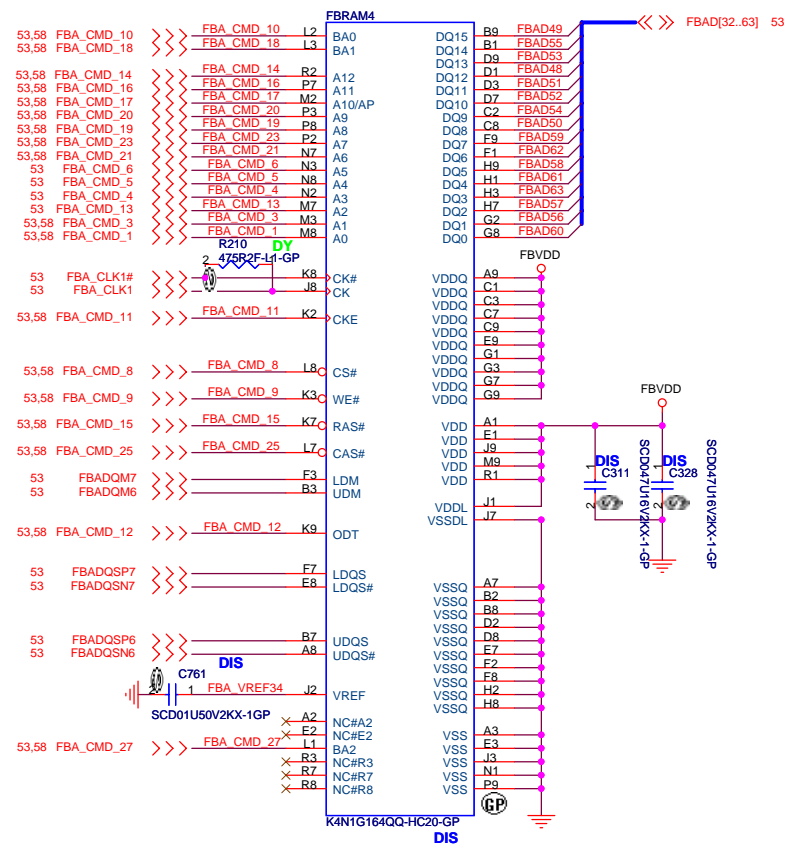 FBRAM4
53,58 FBA_CMD_10 FBA_CMD_10 L2 BA0
53,58 FBA_CMD_18 FBA_CMD_18 L3 BA1
53,58 FBA_CMD_14 FBA_CMD_14 R2 A12
53,58 FBA_CMD_16 FBA_CMD_16 P7 A11
53,58 FBA_CMD_17 FBA_CMD_17 M2 A10/AP
53,58 FBA_CMD_20 FBA_CMD_20 P3 A9
53,58 FBA_CMD_19 FBA_CMD_19 P8 A8
53,58 FBA_CMD_23 FBA_CMD_23 P2 A7
53,58 FBA_CMD_21 FBA_CMD_21 N7 A6
53 FBA_CMD_6 FBA_CMD_6 N3 A5
53 FBA_CMD_5 FBA_CMD_5 N8 A4
53 FBA_CMD_4 FBA_CMD_4 N2 A3
53 FBA_CMD_13 FBA_CMD_13 M7 A2
53,58 FBA_CMD_3 FBA_CMD_3 M3 A1
53,58 FBA_CMD_1 FBA_CMD_1 M8 A0
R210 DY
2 475R2F-L1-GP
53 FBA_CLK1# K8 CK#
53 FBA_CLK1 J8 CK
53,58 FBA_CMD_11 FBA_CMD_11 K2 CKE
53,58 FBA_CMD_8 FBA_CMD_8 L8 CS#
53,58 FBA_CMD_9 FBA_CMD_9 K3 WE#
53,58 FBA_CMD_15 FBA_CMD_15 K7 RAS#
53,58 FBA_CMD_25 FBA_CMD_25 L7 CAS#
53 FBADQM7 F3 LDM
53 FBADQM6 B3 UDM
53,58 FBA_CMD_12 FBA_CMD_12 K9 ODT
53 FBADQSP7 F7 LDQS
53 FBADQSN7 E8 LDQS#
53 FBADQSP6 B7 UDQS
53 FBADQSN6 A8 UDQS#
DIS
C761
2 1 FBA_VREF34 J2 VREF
SCD01U50V2KX-1GP
A2 NC#A2
E2 NC#E2
53,58 FBA_CMD_27 FBA_CMD_27 L1 BA2
R3 NC#R3
R7 NC#R7
R8 NC#R8
DQ15 B9 FBAD49
DQ14 B1 FBAD55
DQ13 D9 FBAD53
DQ12 D1 FBAD48
DQ11 D3 FBAD51
DQ10 D7 FBAD52
DQ9 C2 FBAD54
DQ8 C8 FBAD50
DQ7 F9 FBAD59
DQ6 F1 FBAD62
DQ5 H9 FBAD58
DQ4 H1 FBAD61
DQ3 H3 FBAD63
DQ2 H7 FBAD57
DQ1 G2 FBAD56
DQ0 G8 FBAD60
FBAD[32..63] 53
FBVDD
VDDQ A9
VDDQ C1
VDDQ C3
VDDQ C7
VDDQ C9
VDDQ E9
VDDQ G1
VDDQ G3
VDDQ G7
VDDQ G9
FBVDD
VDD A1
VDD E1
VDD J9
VDD M9
VDD R1
VDDL J1
VSSDL J7
DIS
C311
1
2
SCD047U16V2KX-1-GP
DIS
C328
1
2
SCD047U16V2KX-1-GP
VSSQ A7
VSSQ B2
VSSQ B8
VSSQ D2
VSSQ D8
VSSQ E7
VSSQ F2
VSSQ F8
VSSQ H2
VSSQ H8
VSS A3
VSS E3
VSS J3
VSS N1
VSS P9
GP
K4N1G164QQ-HC20-GP
DIS